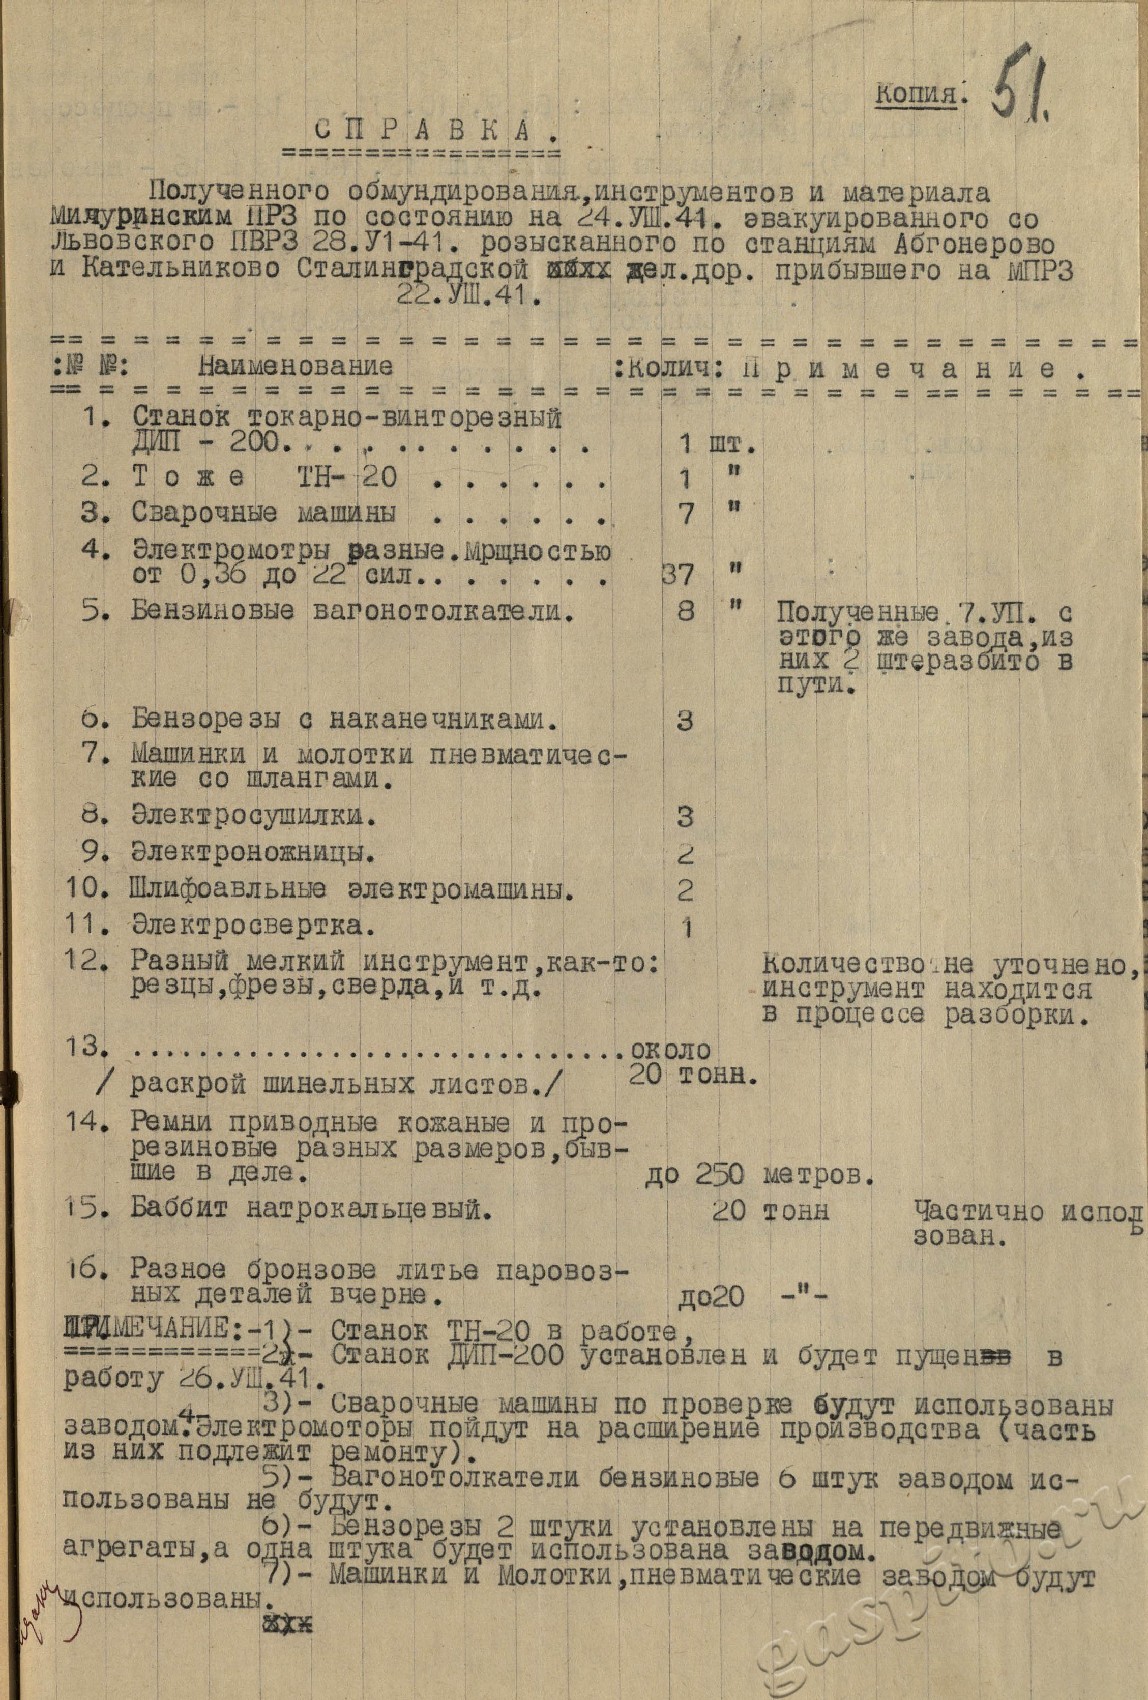 Копия.
51.
СПРАВКА.
=================
Полученного обмундирования,инструментов и материала
Мичуринским ПРЗ по состоянию на 24.УШ.41. эвакуированного со
Львовского ПВРЗ 28.У1-41. розысканного по станциям Абгонерово
и Кательниково Сталинградской жел.дор. прибывшего на МПРЗ
22.УШ.41.
:№ №: Наименование :Колич: Примечание.
1. Станок токарно-винторезный
ДИП - 200. . . . . . . . . . 1 шт.
2. Тоже ТН- 20 . . . . . . 1 "
3. Сварочные машины . . . . . . 7 "
4. Электромотры разные.Мрщностью
от 0,36 до 22 сил. . . . . . . 37 "
5. Бензиновые вагонотолкатели. 8 " Полученные 7.УП. с
этого же завода,из
них 2 штеразбито в
пути.
6. Бензорезы с наканечниками. 3
7. Машинки и молотки пневматичес-
кие со шлангами.
8. Электросушилки. 3
9. Электроножницы. 2
10. Шлифоавльные электромашины. 2
11. Электросвертка. 1
12. Разный мелкий инструмент,как-то: Количество не уточнено,
резцы,фрезы,сверла,и т.д. инструмент находится
в процессе разборки.
13. ..............................около
/ раскрой шинельных листов./ 20 тонн.
14. Ремни приводные кожаные и про-
резиновые разных размеров,быв-
шие в деле. до 250 метров.
15. Баббит натрокальцевый. 20 тонн Частично исполь
зован.
16. Разное бронзове литье паровоз-
ных деталей вчерне. до20 -"-
ПРИМЕЧАНИЕ:-1)- Станок ТН-20 в работе,
============2)- Станок ДИП-200 установлен и будет пущен в
работу 26.УШ.41.
3)- Сварочные машины по проверке будут использованы
заводом.4-Электромоторы пойдут на расширение производства (часть
из них подлежит ремонту).
5)- Вагонотолкатели бензиновые 6 штук заводом ис-
пользованы не будут.
6)- Бензорезы 2 штуки установлены на передвижные
агрегаты,а одна штука будет использована заводом.
7)- Машинки и Молотки,пневматические заводом будут
использованы.
gaspito.ru